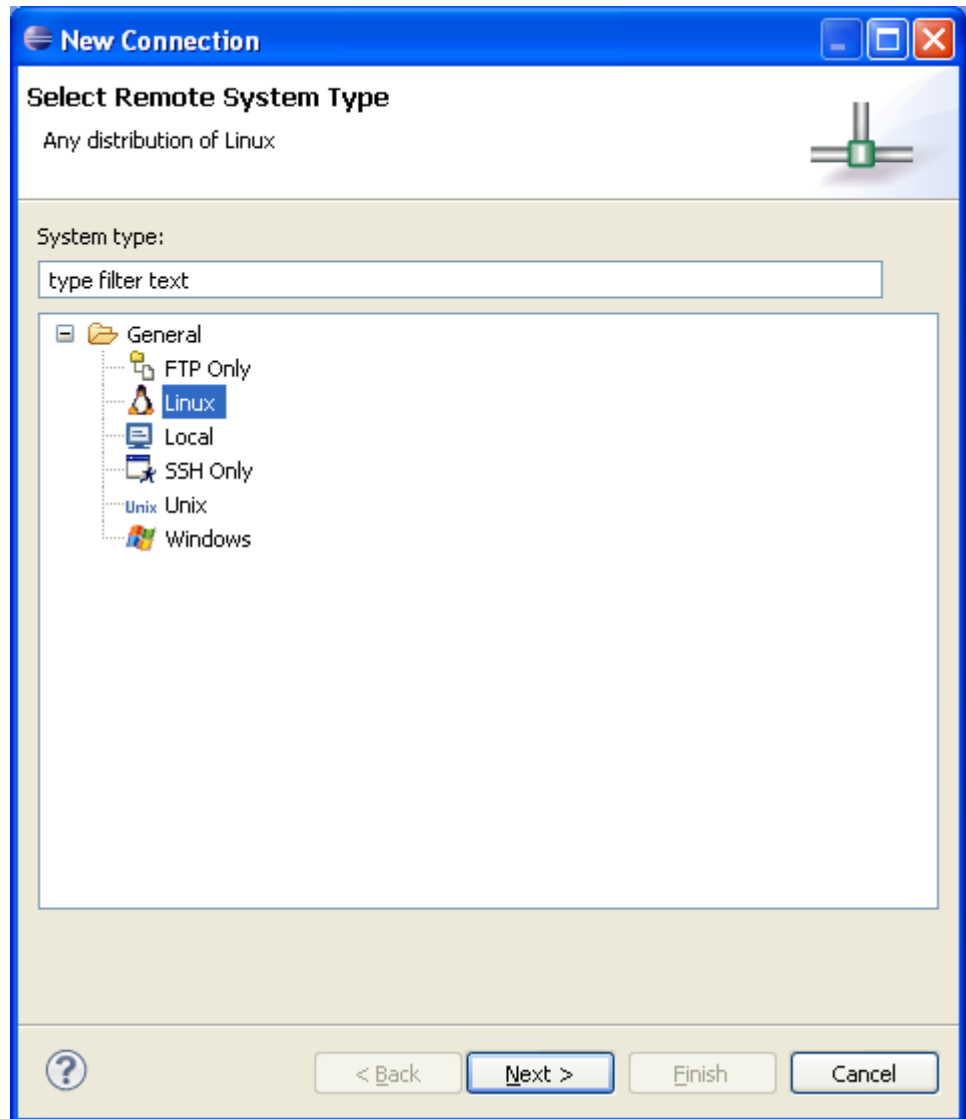 New Connection
Select Remote System Type
Any distribution of Linux
System type:
type filter text
General
FTP Only
Linux
Local
SSH Only
Unix Unix
Windows
? < Back Next > Finish Cancel